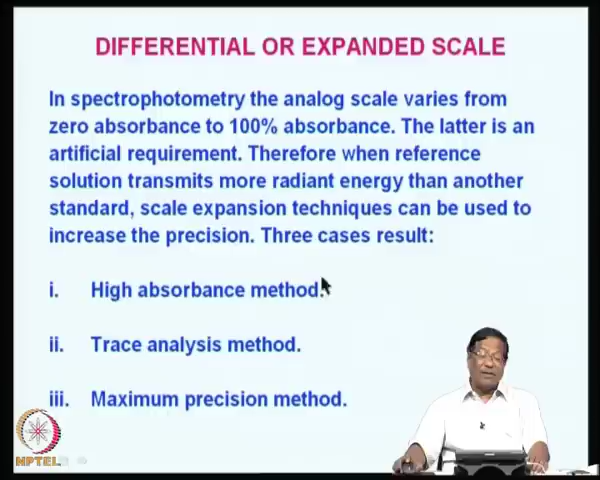 DIFFERENTIAL OR EXPANDED SCALE
In spectrophotometry the analog scale varies from
zero absorbance to 100% absorbance. The latter is an
artificial requirement. Therefore when reference
solution transmits more radiant energy than another
standard, scale expansion techniques can be used to
increase the precision. Three cases result:
i. High absorbance method.
ii. Trace analysis method.
iii. Maximum precision method.
NPTEL